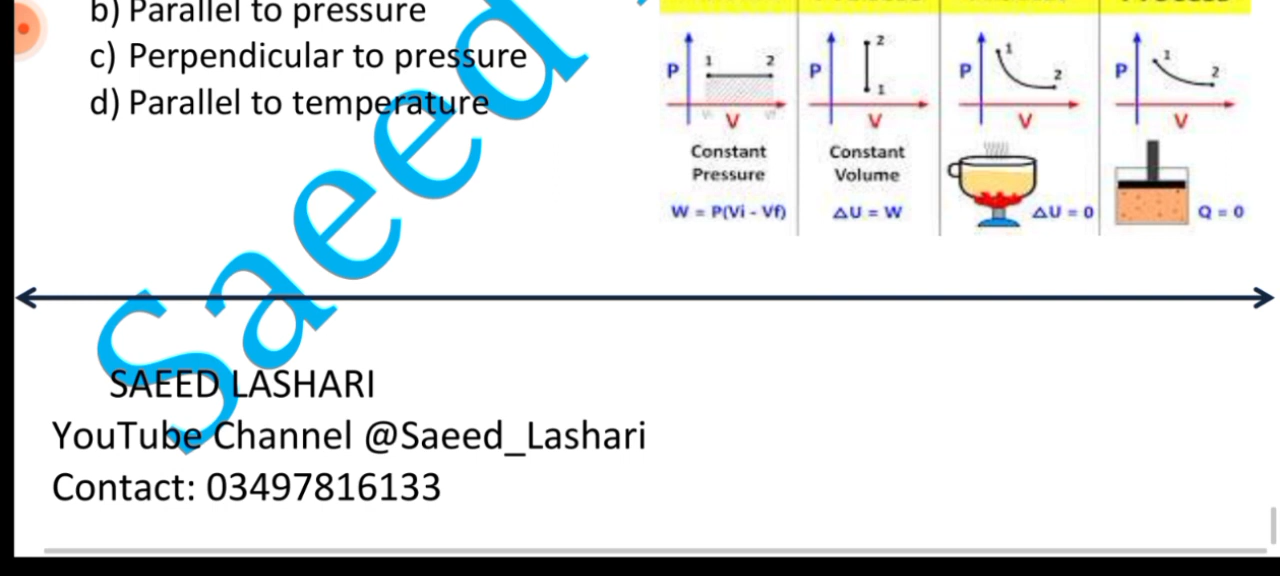 b) Parallel to pressure
c) Perpendicular to pressure
d) Parallel to temperature
P 1 2 V
P 2 1 V
P 1 2 V
P 1 2 V
Constant Pressure
Constant Volume
W = P(Vi - Vf)
ΔU = W
ΔU = 0
Q = 0
Saeed
SAEED LASHARI
YouTube Channel @Saeed_Lashari
Contact: 03497816133